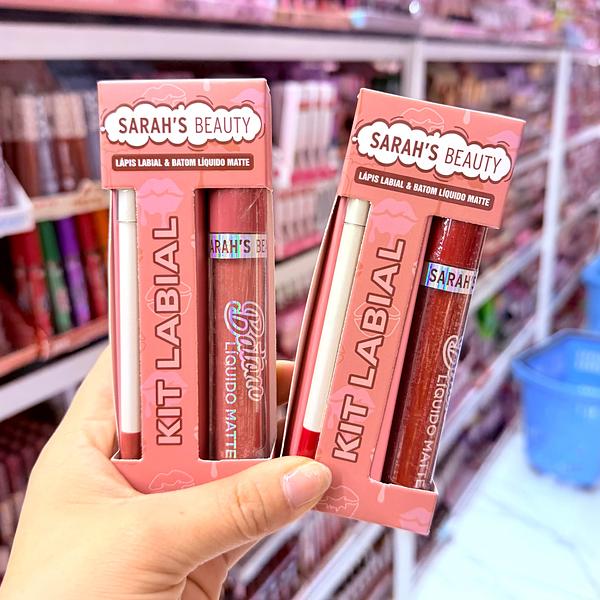 SARAH'S BEAUTY
LÁPIS LABIAL & BATOM LÍQUIDO MATTE
KIT LABIAL
SARAH'S
Batom
LÍQUIDO MATTE
SARAH'S BEAUTY
LÁPIS LABIAL & BATOM LÍQUIDO MATTE
KIT LABIAL
SARAH'S
LÍQUIDO MATTE